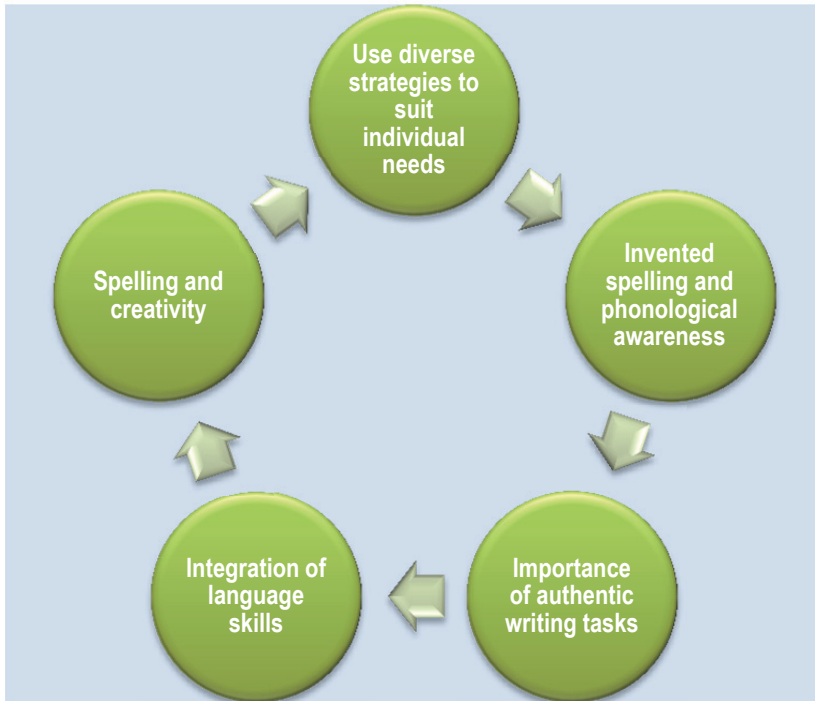 Use diverse
strategies to
suit
individual
needs
Invented
spelling and
phonological
awareness
Importance
of authentic
writing tasks
Integration of
language
skills
Spelling and
creativity